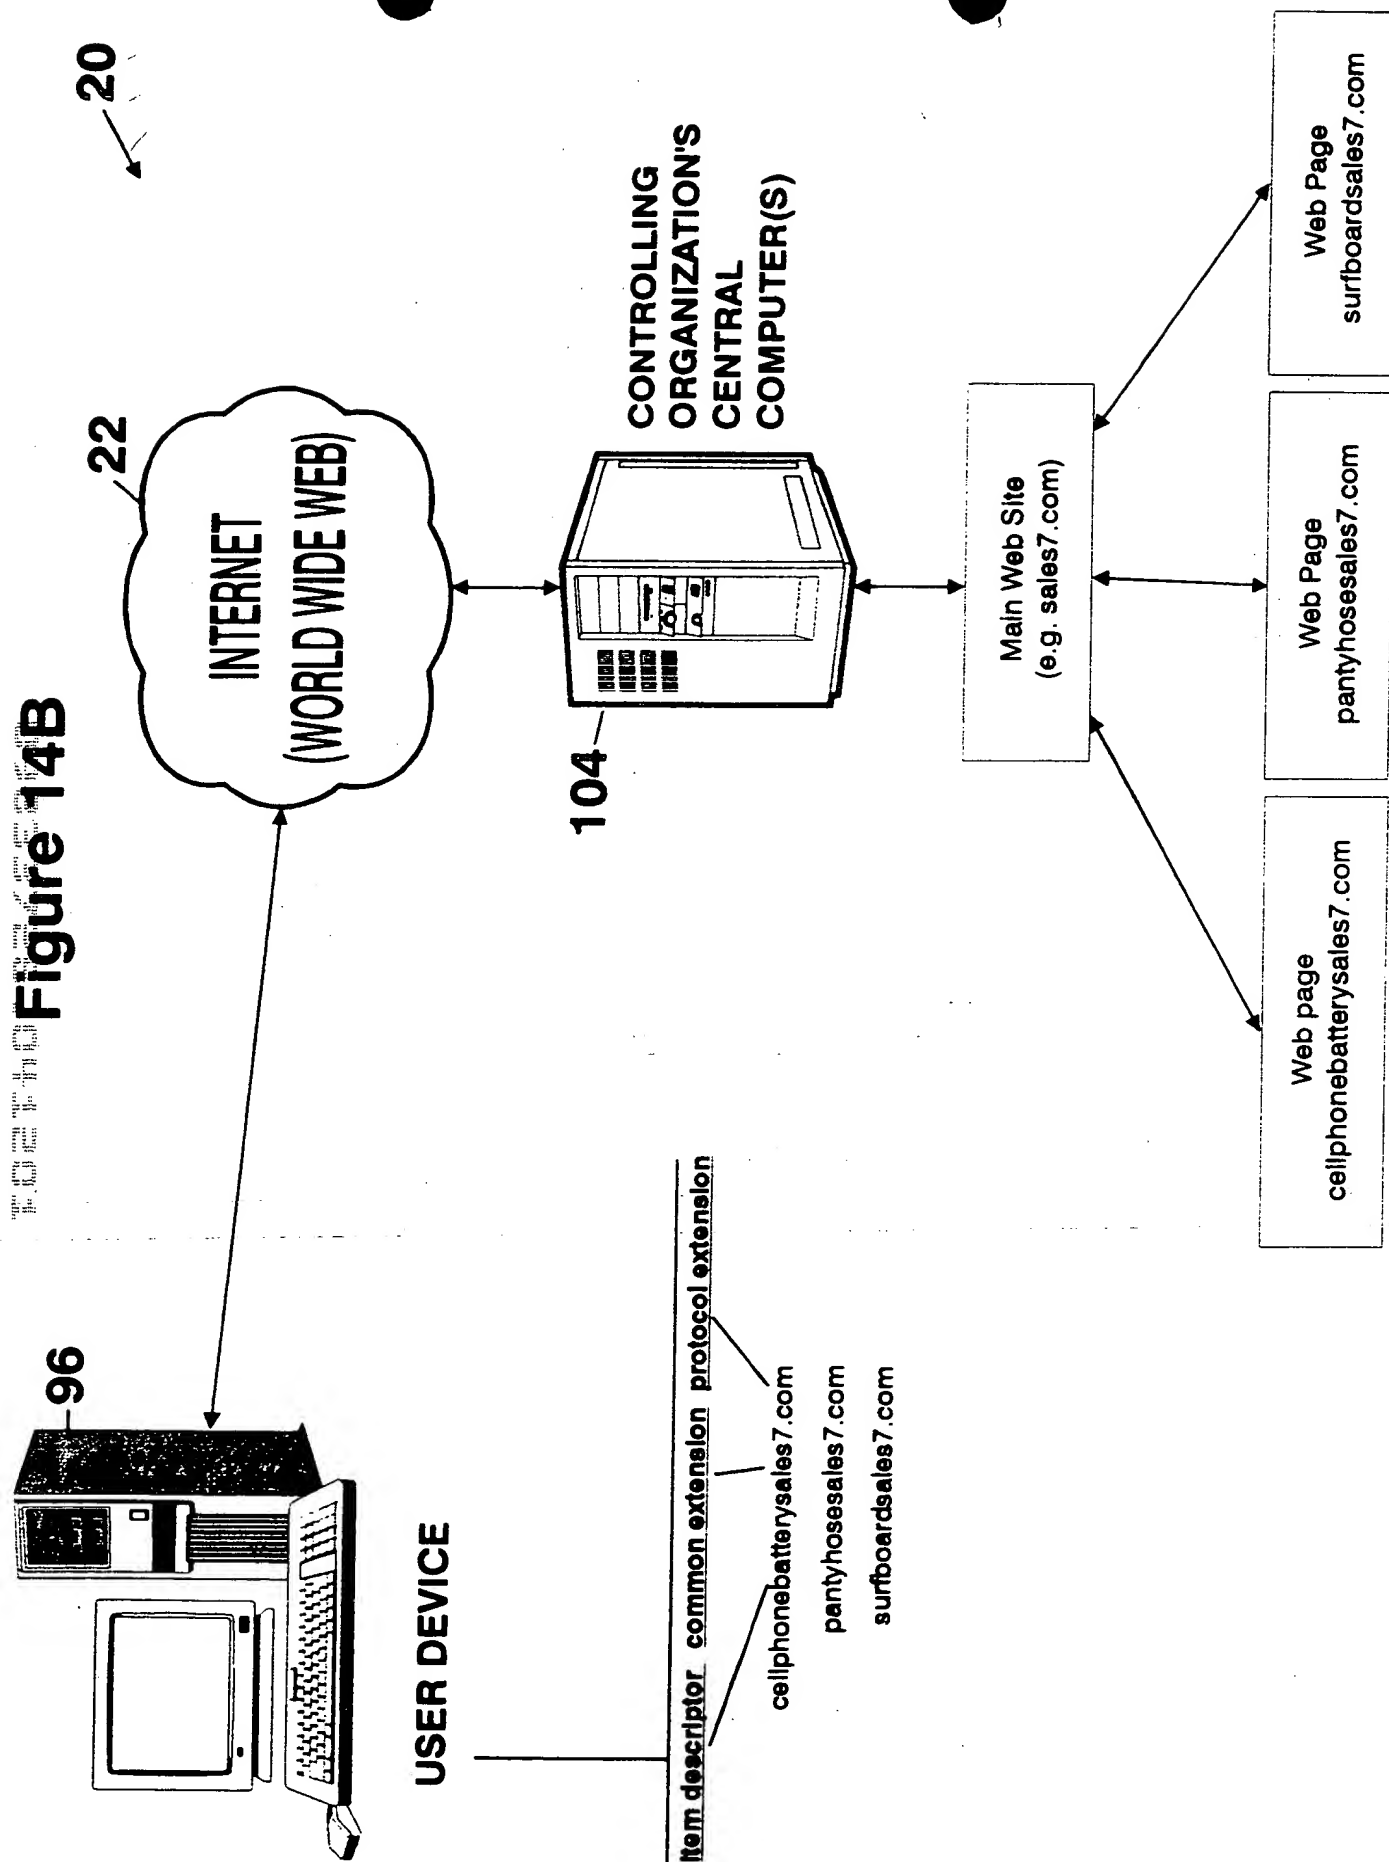 Figure 14B
20
22
INTERNET
(WORLD WIDE WEB)
96
USER DEVICE
104
CONTROLLING
ORGANIZATION'S
CENTRAL
COMPUTER(S)
Item descriptor common extension protocol extension
cellphonebatterysales7.com
pantyhosesales7.com
surfboardsales7.com
Main Web Site
(e.g. sales7.com)
Web page
cellphonebatterysales7.com
Web Page
pantyhosesales7.com
Web Page
surfboardsales7.com